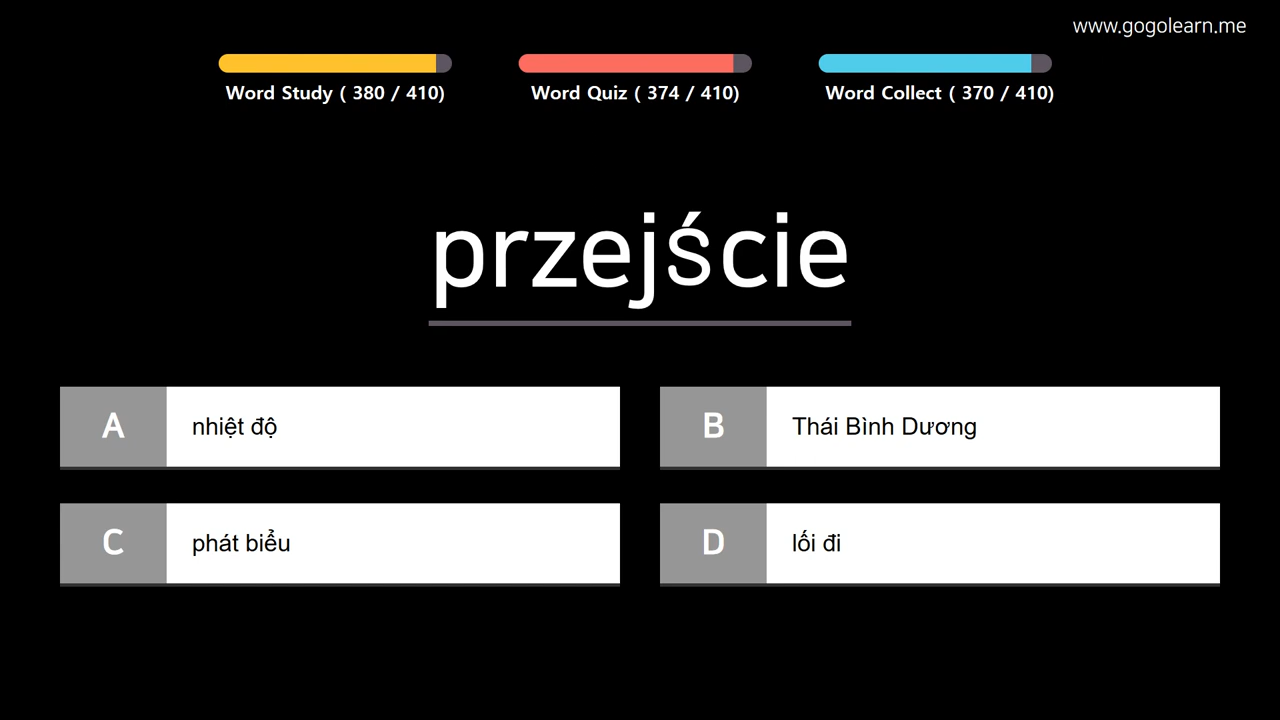 www.gogolearn.me
Word Study ( 380 / 410)
Word Quiz ( 374 / 410)
Word Collect ( 370 / 410)
przejście
A nhiệt độ
B Thái Bình Dương
C phát biểu
D lối đi